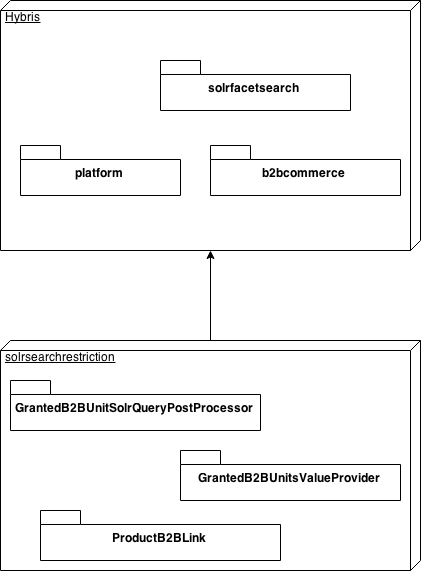 Hybris
solrfacetsearch
platform
b2bcommerce
solrsearchrestriction
GrantedB2BUnitSolrQueryPostProcessor
GrantedB2BUnitsValueProvider
ProductB2BLink